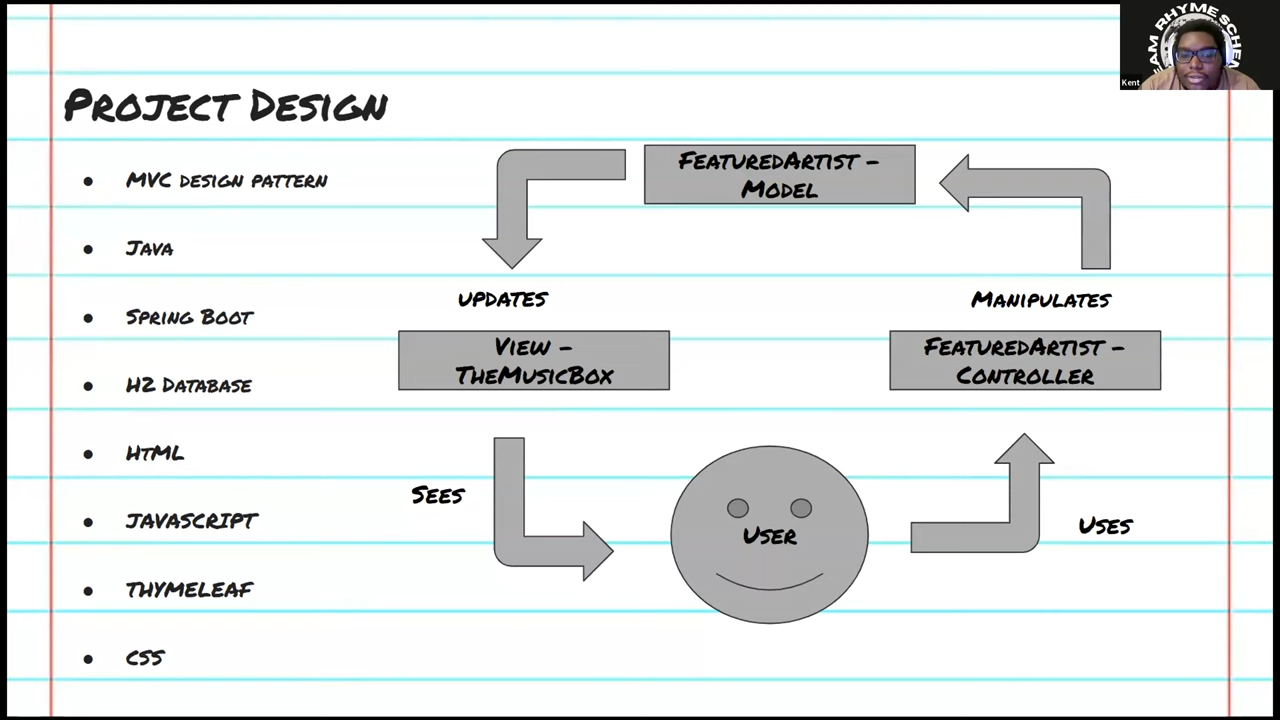 PROJECT DESIGN
MVC DESIGN PATTERN
JAVA
SPRING BOOT
H2 DATABASE
HTML
JAVASCRIPT
THYMELEAF
CSS
FEATUREDARTIST –
MODEL
UPDATES
MANIPULATES
VIEW –
THEMUSICBOX
FEATUREDARTIST –
CONTROLLER
SEES
USER
USES
RHYME
Kent